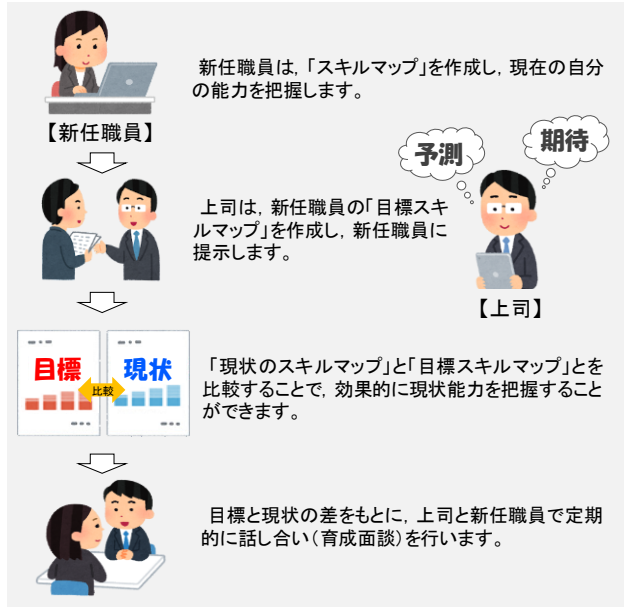 新任職員は，「スキルマップ」を作成し，現在の自分
の能力を把握します。
【新任職員】
予測
期待
上司は，新任職員の「目標スキ
ルマップ」を作成し，新任職員に
提示します。
【上司】
目標
比較
現状
「現状のスキルマップ」と「目標スキルマップ」とを
比較することで，効果的に現状能力を把握すること
ができます。
目標と現状の差をもとに，上司と新任職員で定期
的に話し合い（育成面談）を行います。